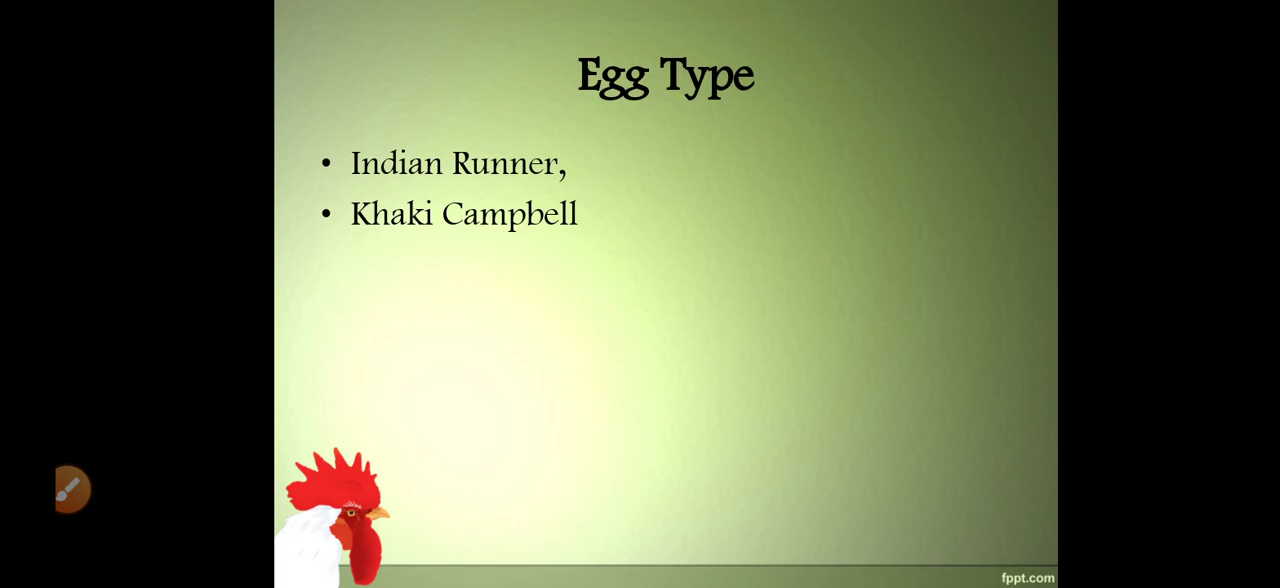 Egg Type
• Indian Runner,
• Khaki Campbell
fppt.com